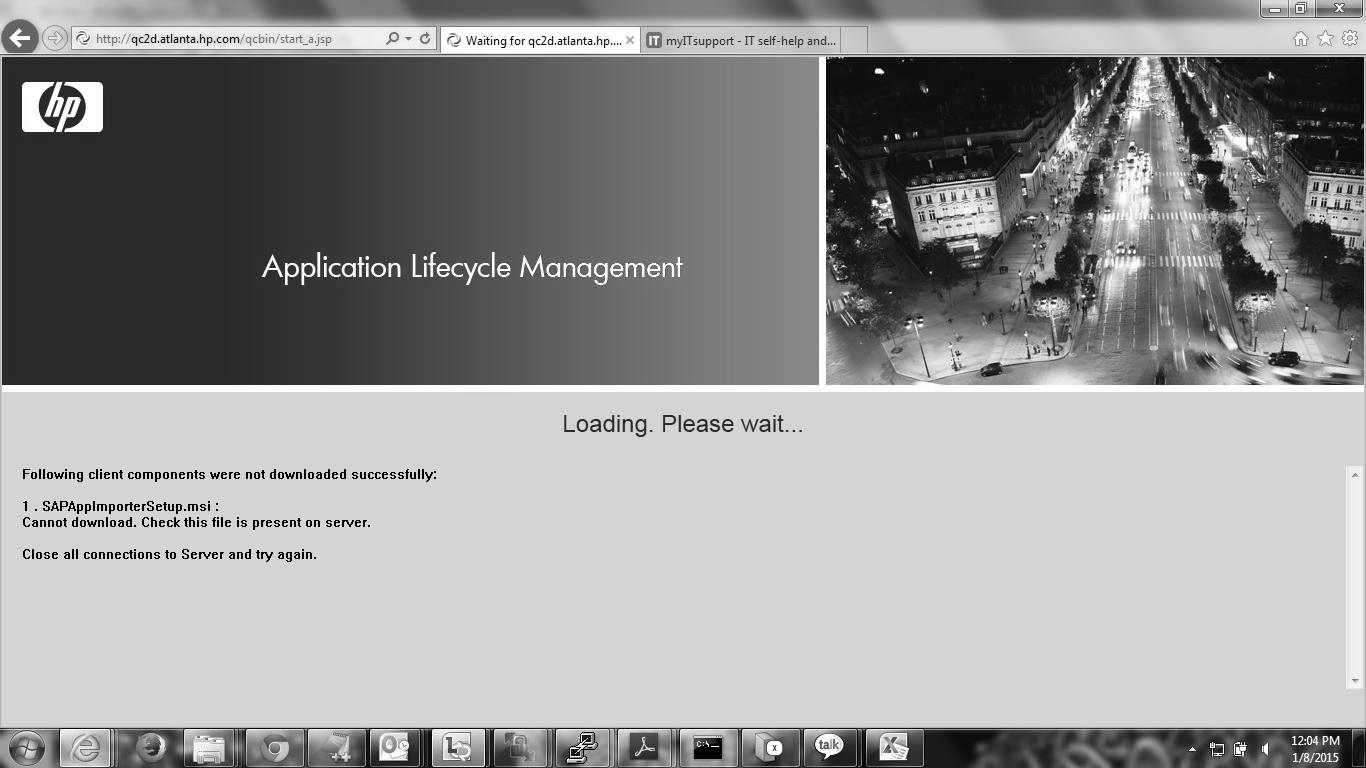 http://qc2d.atlanta.hp.com/qcbin/start_a.jsp
Waiting for qc2d.atlanta.hp....
myITsupport - IT self-help and...
IT
hp
Application Lifecycle Management
Loading. Please wait...
Following client components were not downloaded successfully:
1 . SAPAppImporterSetup.msi :
Cannot download. Check this file is present on server.
Close all connections to Server and try again.
C:\_
talk
12:04 PM
1/8/2015